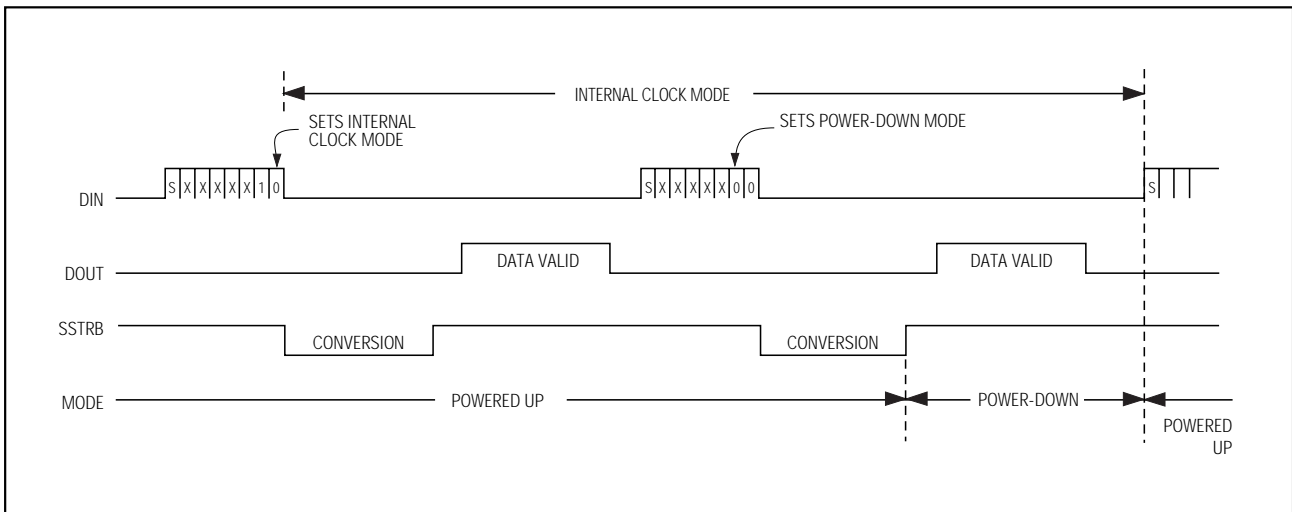 INTERNAL CLOCK MODE
SETS INTERNAL
CLOCK MODE
SETS POWER-DOWN MODE
DIN
S X X X X X 1 0
S X X X X X 0 0
S
DOUT
DATA VALID
DATA VALID
SSTRB
CONVERSION
CONVERSION
MODE
POWERED UP
POWER-DOWN
POWERED
UP